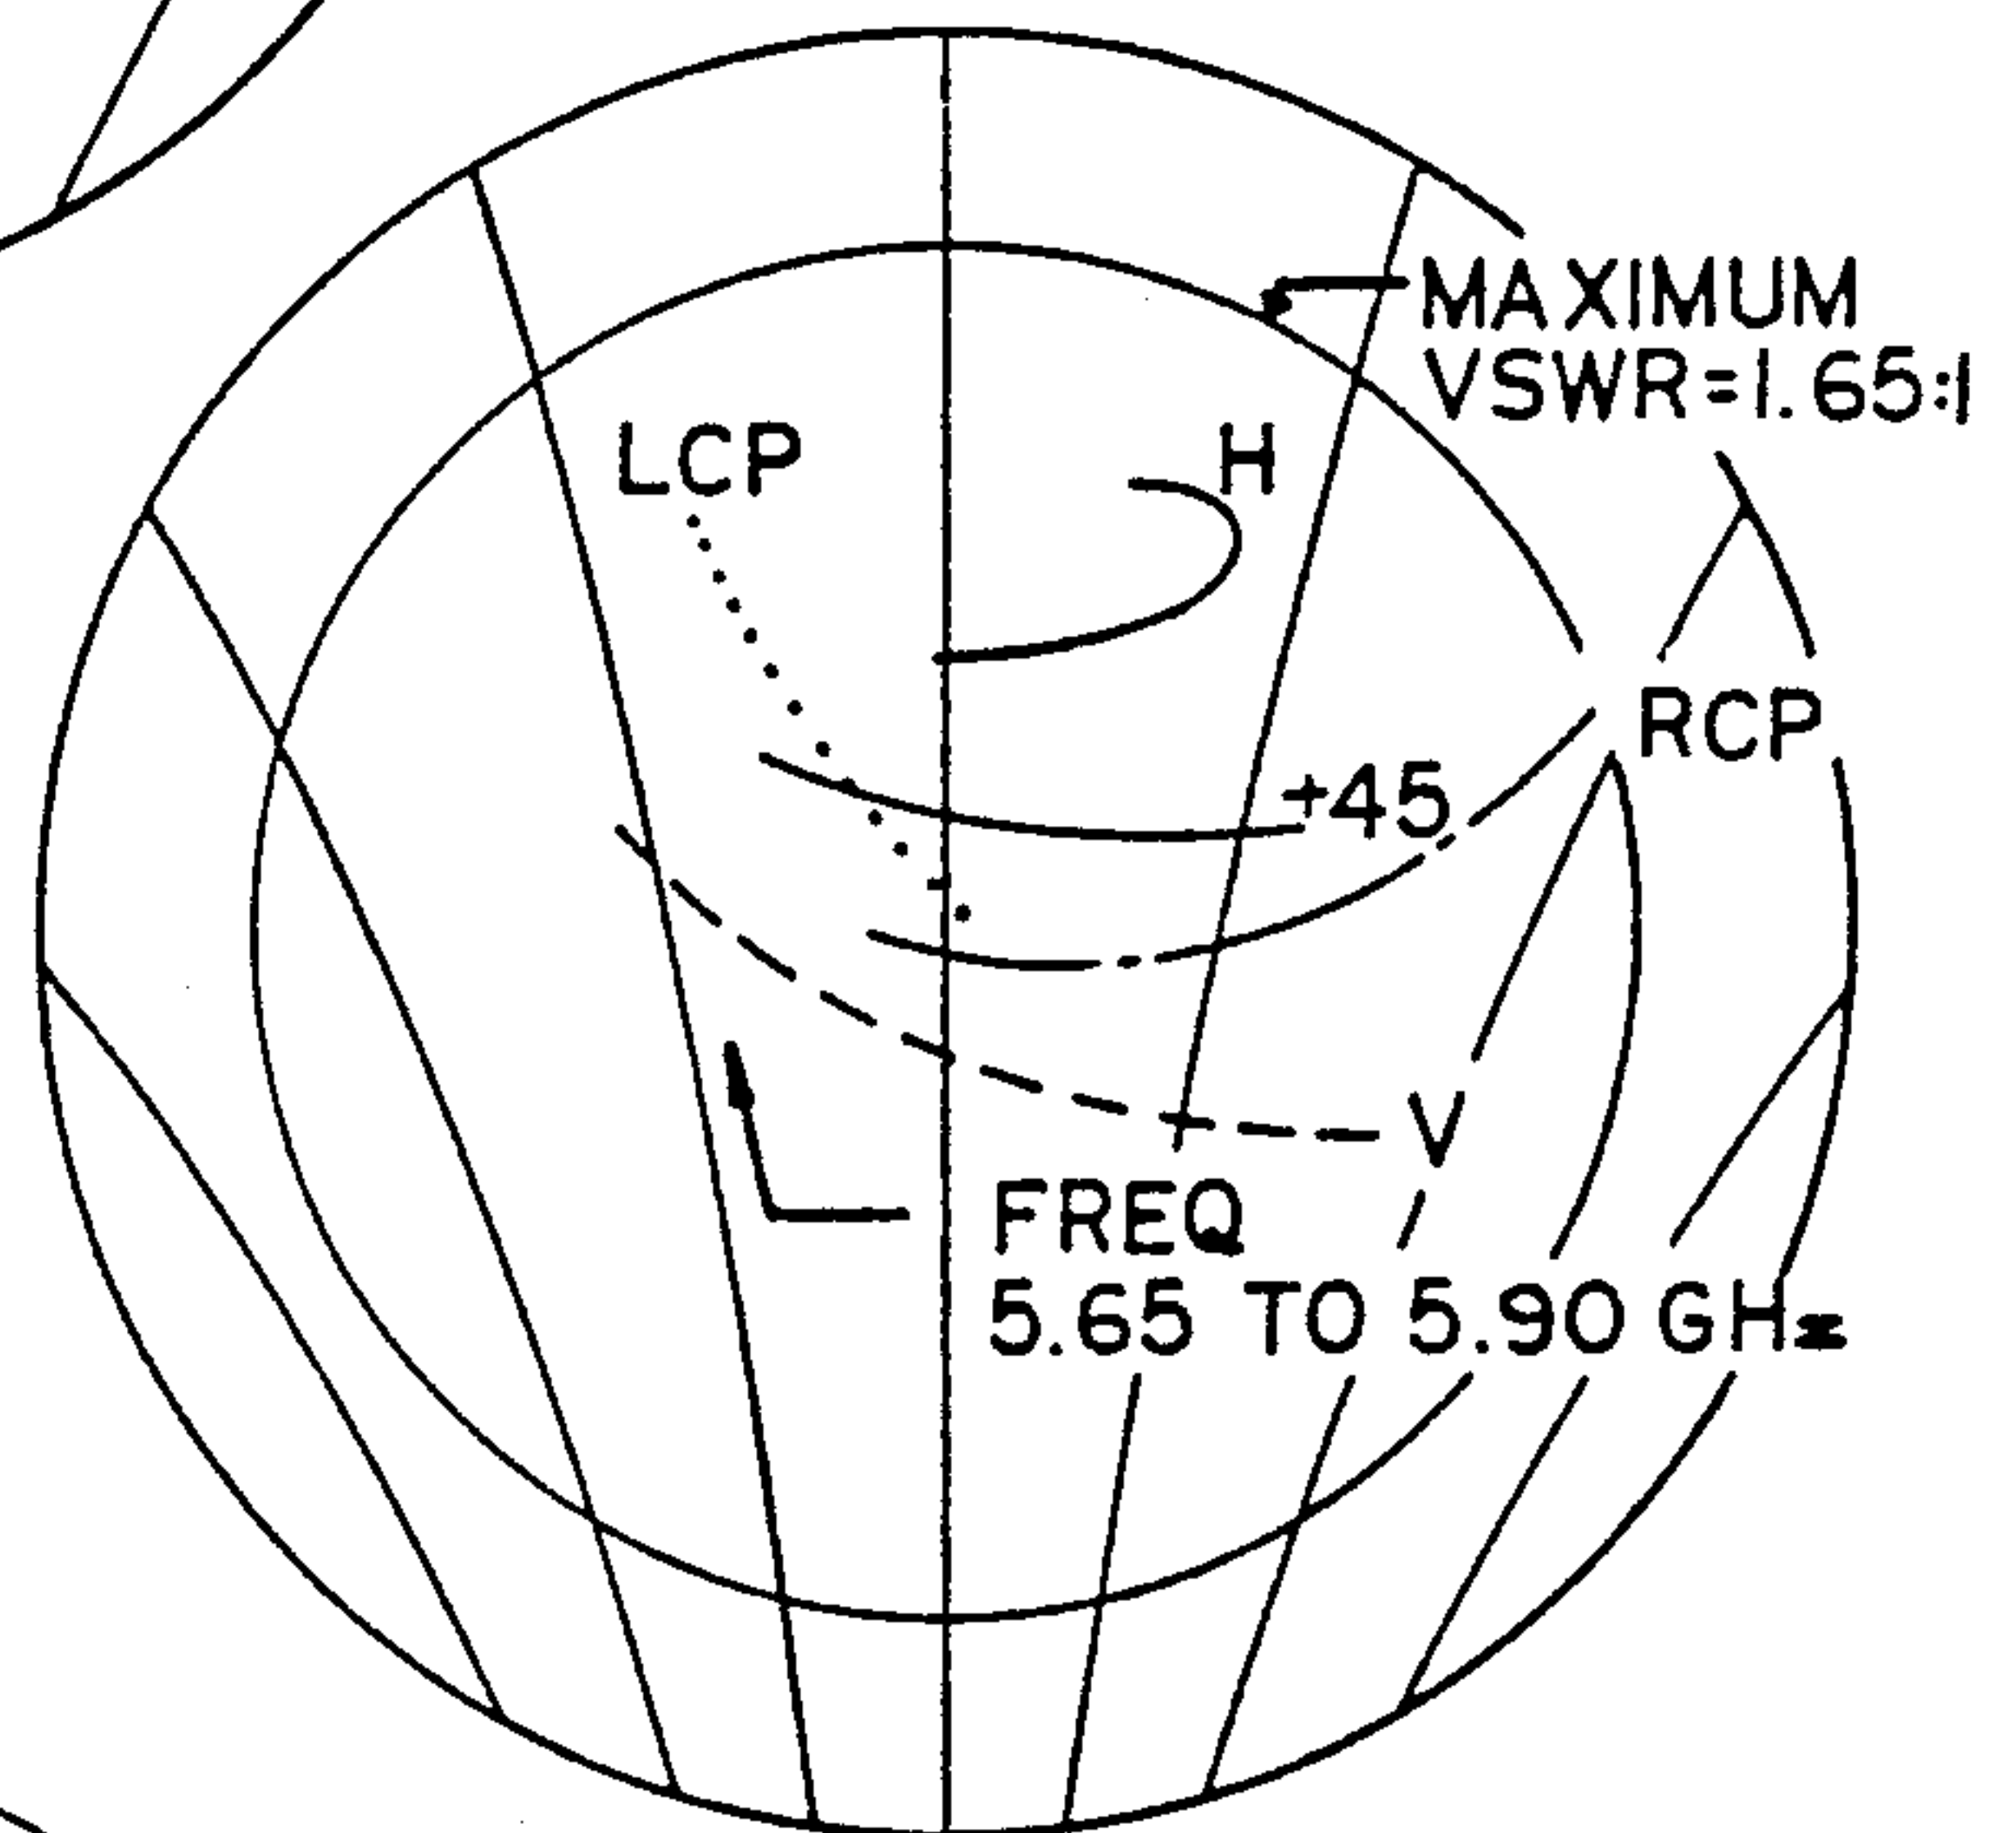 MAXIMUM
VSWR=1.65:1
LCP
H
RCP
+45
V
FREQ
5.65 TO 5.90 GHz